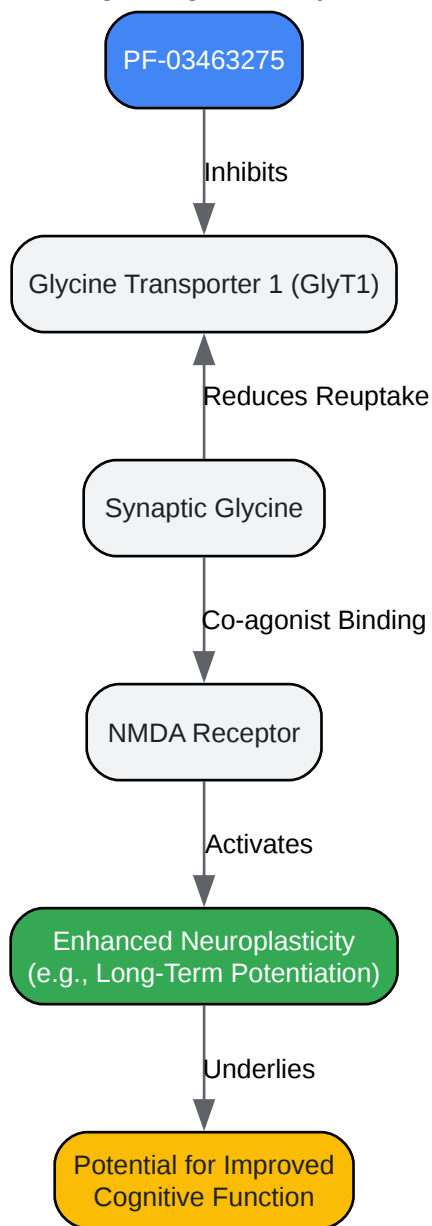 PF-03463275
Inhibits
Glycine Transporter 1 (GlyT1)
Reduces Reuptake
Synaptic Glycine
Co-agonist Binding
NMDA Receptor
Activates
Enhanced Neuroplasticity
(e.g., Long-Term Potentiation)
Underlies
Potential for Improved
Cognitive Function